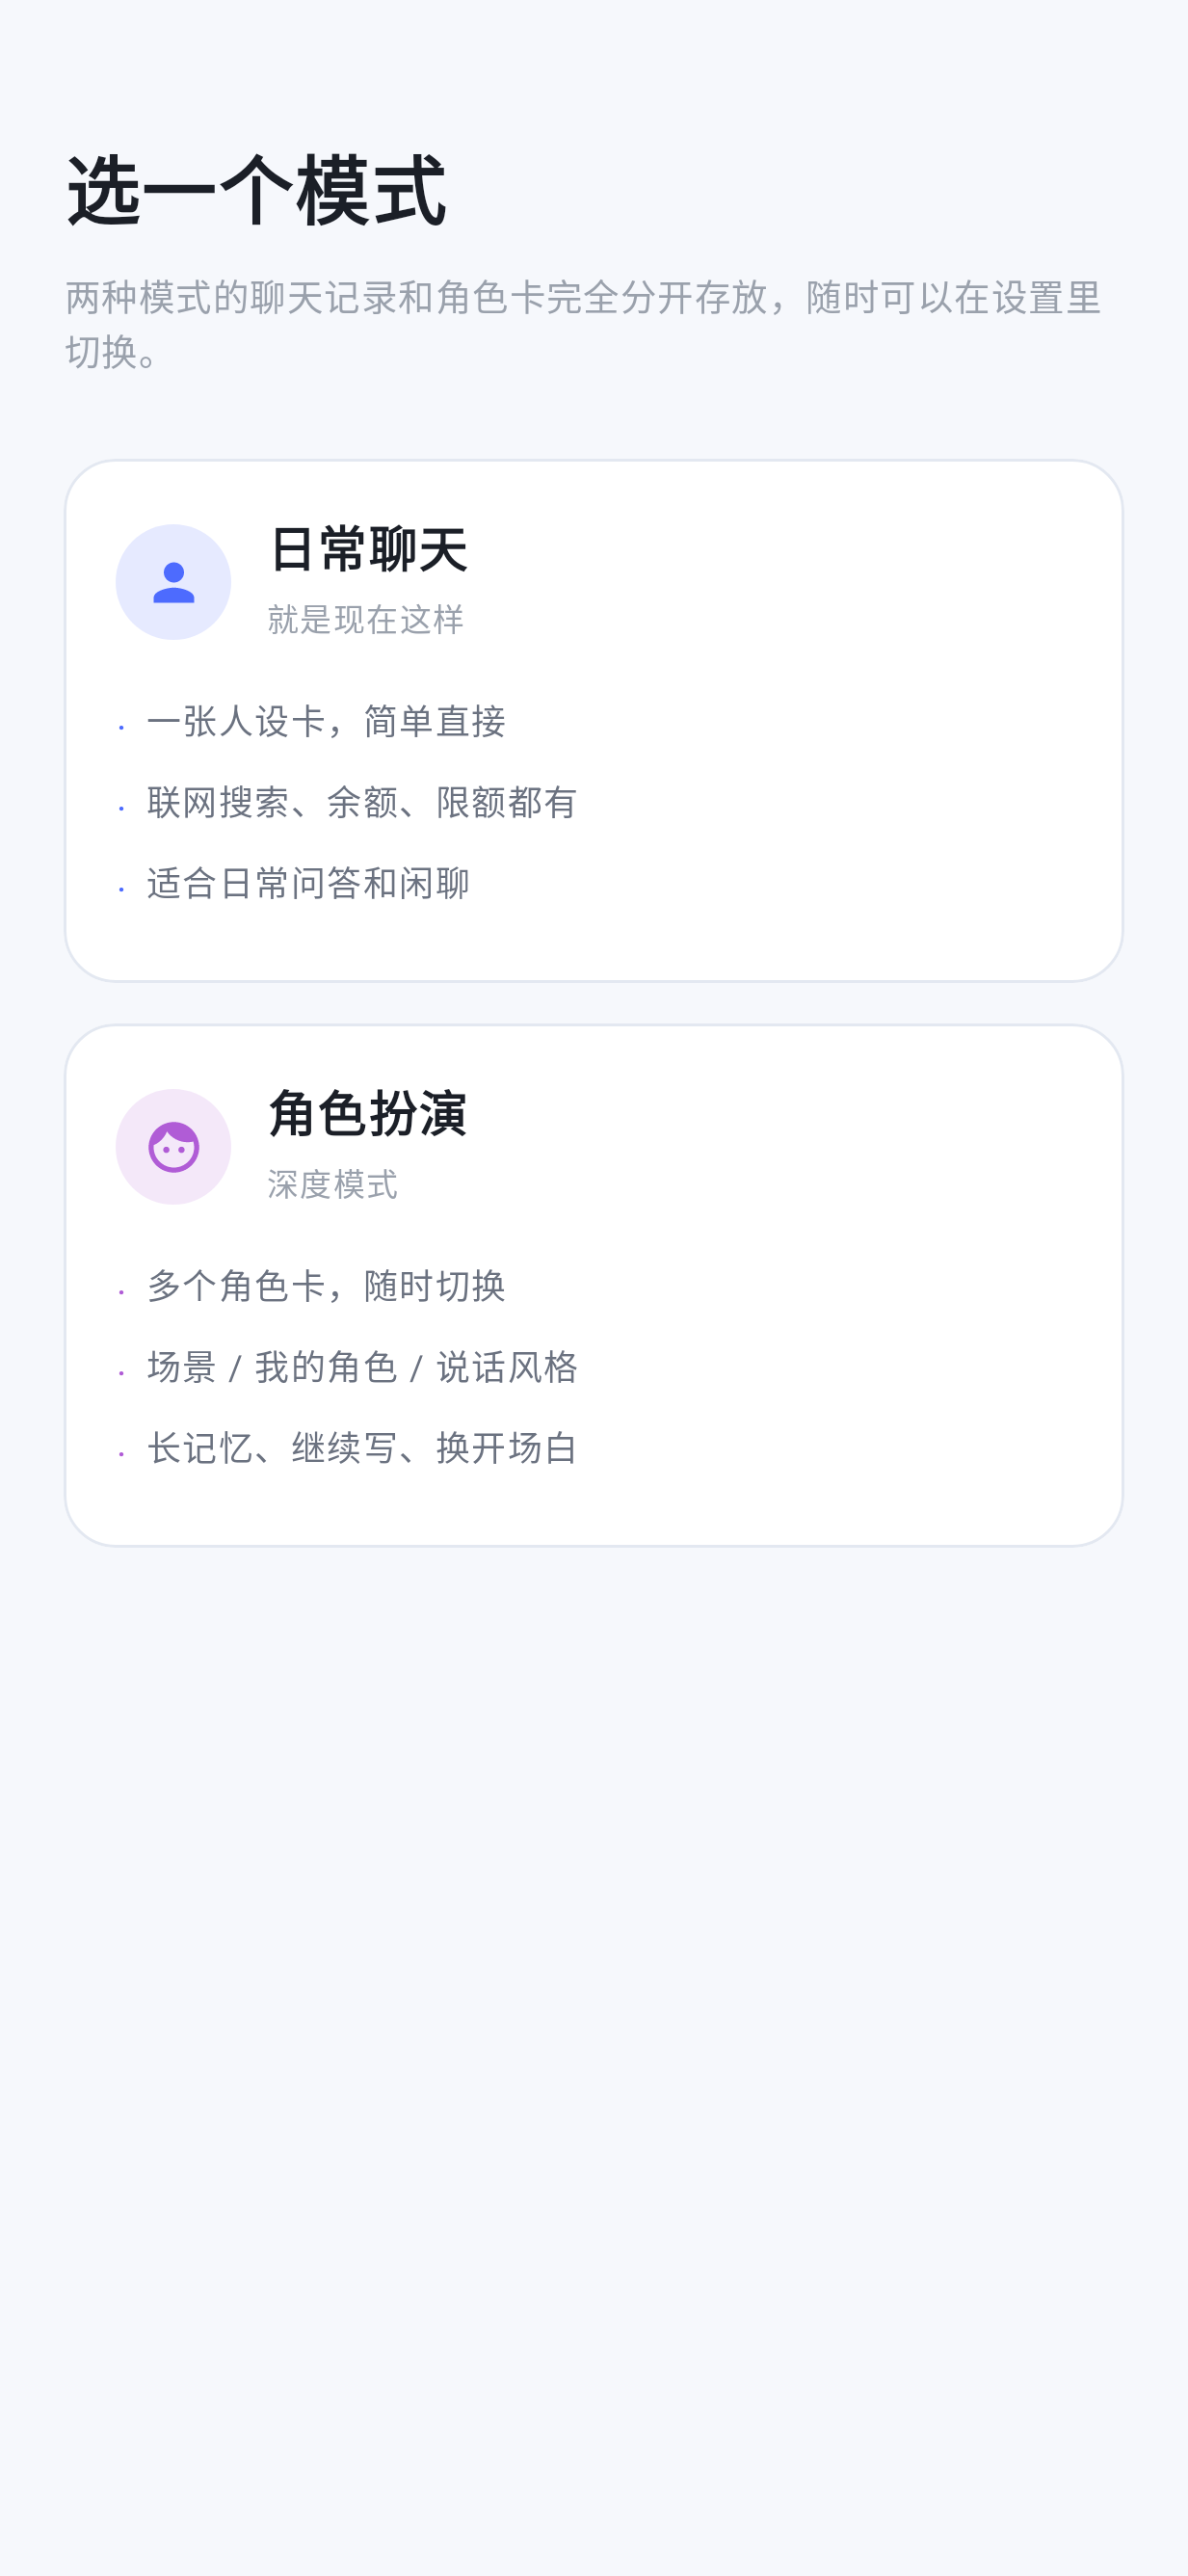 选一个模式
两种模式的聊天记录和角色卡完全分开存放，随时可以在设置里
切换。
日常聊天
就是现在这样
· 一张人设卡，简单直接
· 联网搜索、余额、限额都有
· 适合日常问答和闲聊
角色扮演
深度模式
· 多个角色卡，随时切换
· 场景 / 我的角色 / 说话风格
· 长记忆、继续写、换开场白